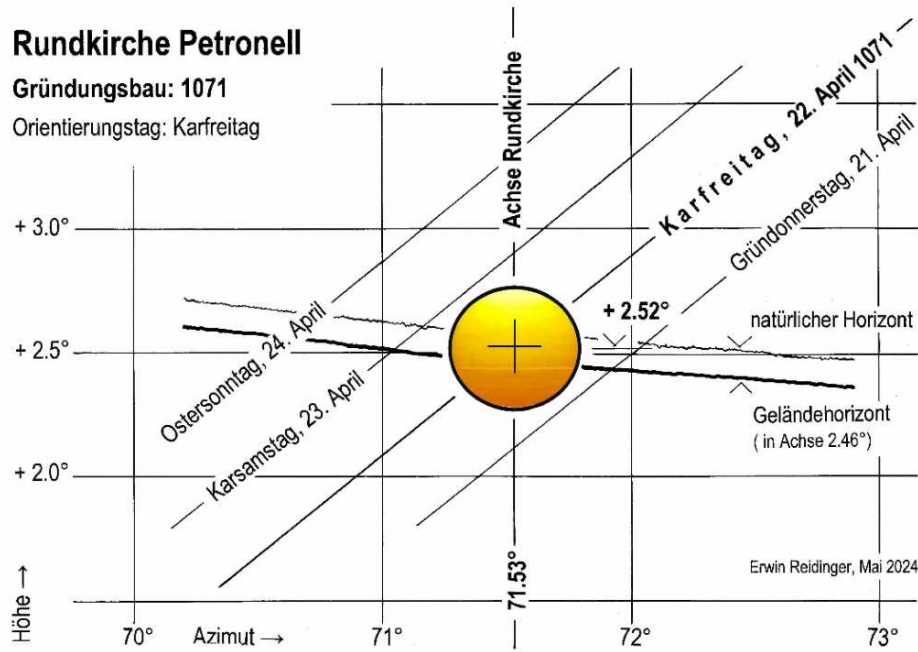 Rundkirche Petronell
Gründungsbau: 1071
Orientierungstag: Karfreitag
Achse Rundkirche
Karfreitag, 22. April 1071
Gründonnerstag, 21. April
+ 3.0°
+ 2.52°
natürlicher Horizont
+ 2.5°
Ostersonntag, 24. April
Karsamstag, 23. April
Geländehorizont
( in Achse 2.46°)
+ 2.0°
71.53°
Erwin Reidinger, Mai 2024
Höhe →
70°
Azimut →
71°
72°
73°